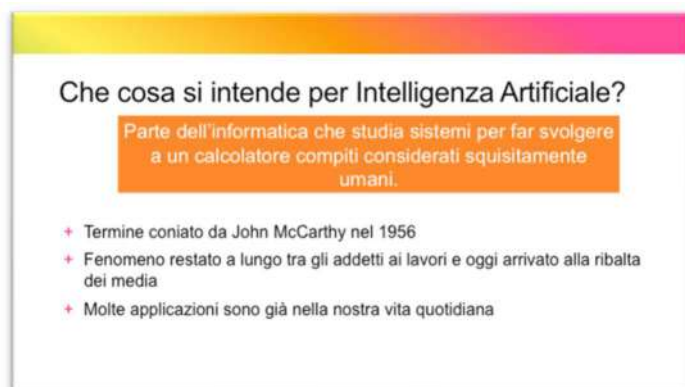 Che cosa si intende per Intelligenza Artificiale?
Parte dell'informatica che studia sistemi per far svolgere
a un calcolatore compiti considerati squisitamente
umani.
+ Termine coniato da John McCarthy nel 1956
+ Fenomeno restato a lungo tra gli addetti ai lavori e oggi arrivato alla ribalta
dei media
+ Molte applicazioni sono già nella nostra vita quotidiana